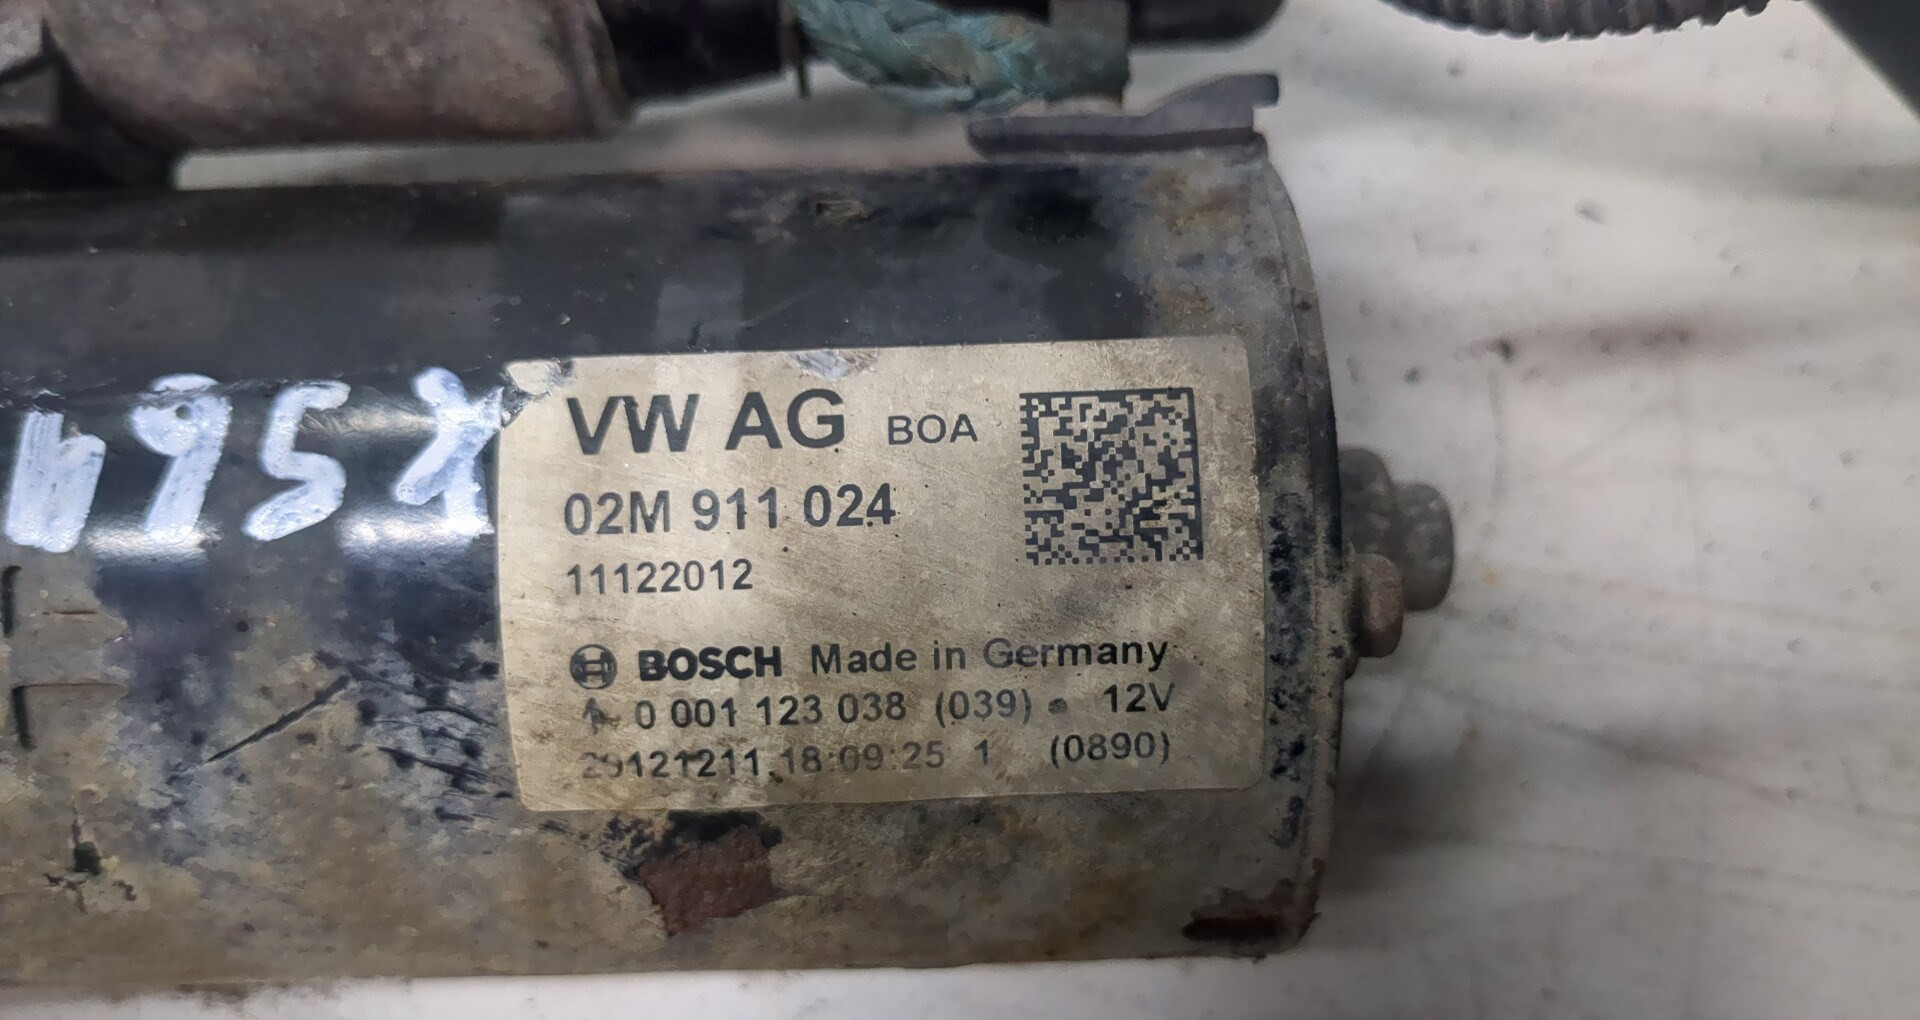 VW AG BOA
02M 911 024
11122012
BOSCH Made in Germany
0 001 123 038 (039) • 12V
29121211 18:09:25 1 (0890)